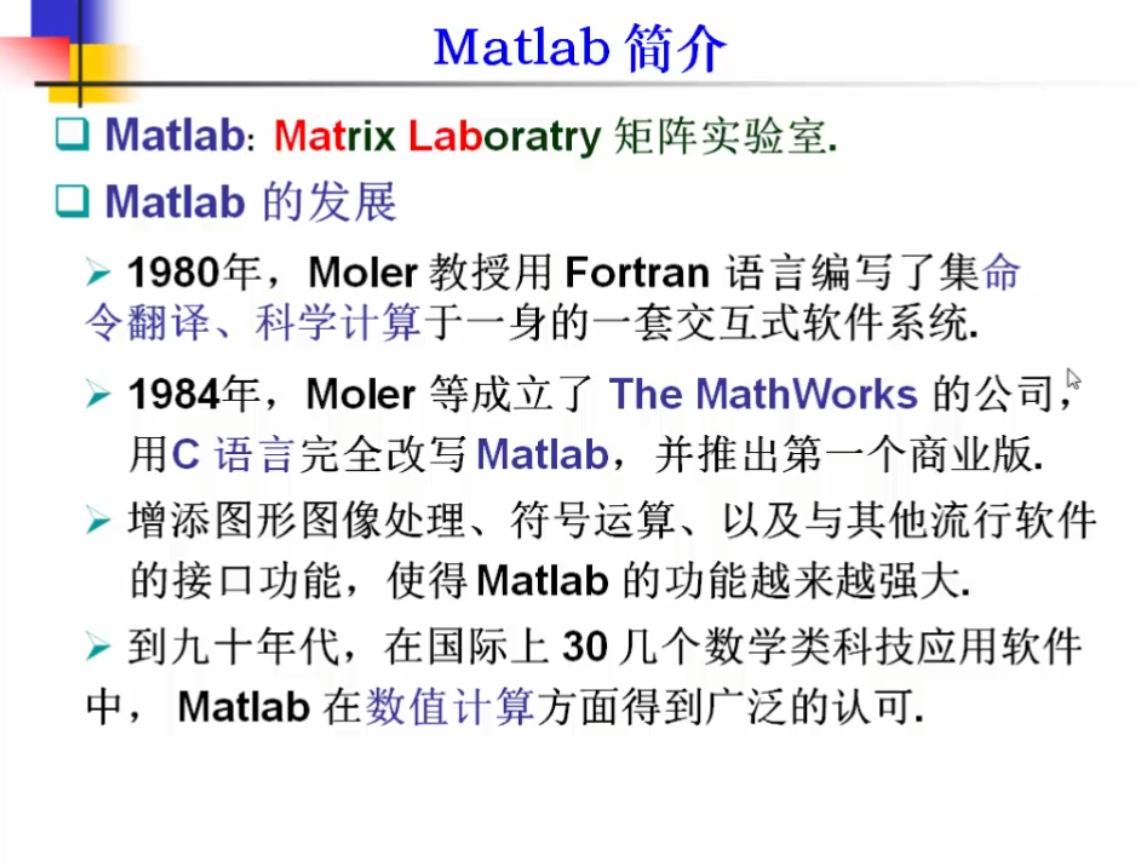 Matlab 简介
Matlab: Matrix Laboratry 矩阵实验室.
Matlab 的发展
1980年，Moler 教授用 Fortran 语言编写了集命
令翻译、科学计算于一身的一套交互式软件系统.
1984年，Moler 等成立了 The MathWorks 的公司，
用C 语言完全改写 Matlab，并推出第一个商业版.
增添图形图像处理、符号运算、以及与其他流行软件
的接口功能，使得 Matlab 的功能越来越强大.
到九十年代，在国际上 30 几个数学类科技应用软件
中， Matlab 在数值计算方面得到广泛的认可.